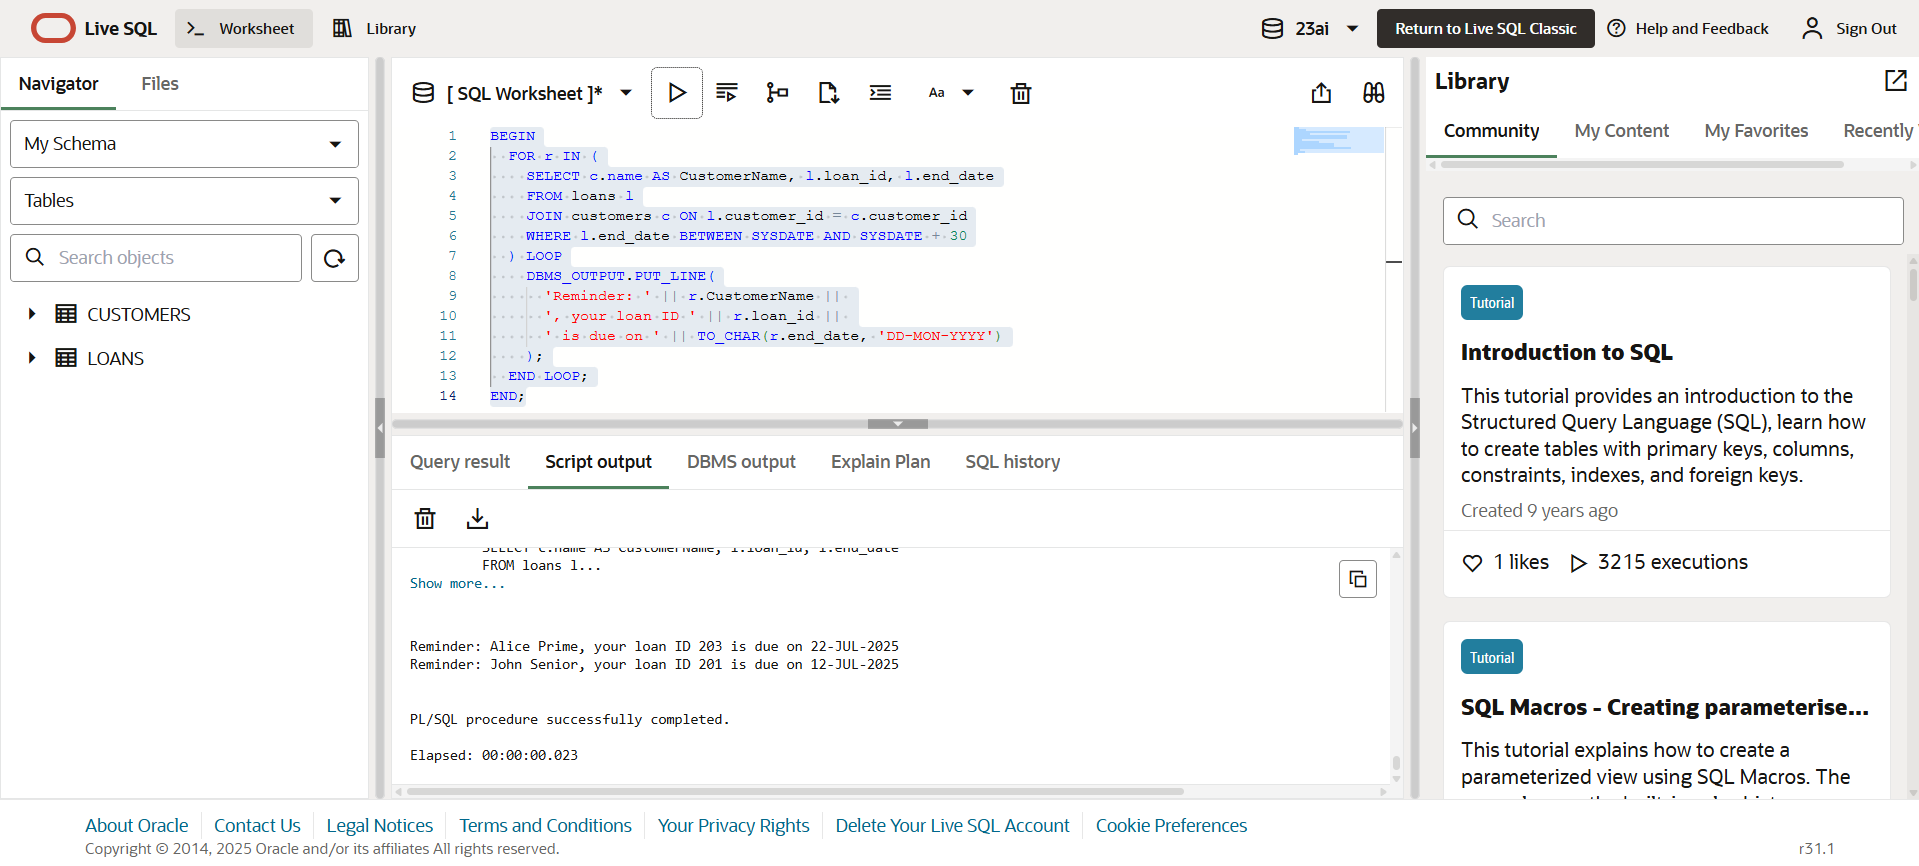 Live SQL
Worksheet
Library
23ai
Return to Live SQL Classic
Help and Feedback
Sign Out
Navigator
Files
My Schema
Tables
Search objects
CUSTOMERS
LOANS
[ SQL Worksheet ]*
Aa
1 BEGIN
2 FOR r IN (
3 SELECT c.name AS CustomerName, l.loan_id, l.end_date
4 FROM loans l
5 JOIN customers c ON l.customer_id = c.customer_id
6 WHERE l.end_date BETWEEN SYSDATE AND SYSDATE + 30
7 ) LOOP
8 DBMS_OUTPUT.PUT_LINE(
9 'Reminder: ' || r.CustomerName ||
10 ', your loan ID ' || r.loan_id ||
11 ' is due on ' || TO_CHAR(r.end_date, 'DD-MON-YYYY')
12 );
13 END LOOP;
14 END;
Query result
Script output
DBMS output
Explain Plan
SQL history
SELECT c.name AS CustomerName, l.loan_id, l.end_date
FROM loans l...
Show more...
Reminder: Alice Prime, your loan ID 203 is due on 22-JUL-2025
Reminder: John Senior, your loan ID 201 is due on 12-JUL-2025
PL/SQL procedure successfully completed.
Elapsed: 00:00:00.023
Library
Community
My Content
My Favorites
Recently
Search
Tutorial
Introduction to SQL
This tutorial provides an introduction to the
Structured Query Language (SQL), learn how
to create tables with primary keys, columns,
constraints, indexes, and foreign keys.
Created 9 years ago
1 likes
3215 executions
Tutorial
SQL Macros - Creating parameterise...
This tutorial explains how to create a
parameterized view using SQL Macros. The
About Oracle
Contact Us
Legal Notices
Terms and Conditions
Your Privacy Rights
Delete Your Live SQL Account
Cookie Preferences
Copyright © 2014, 2025 Oracle and/or its affiliates All rights reserved.
r31.1